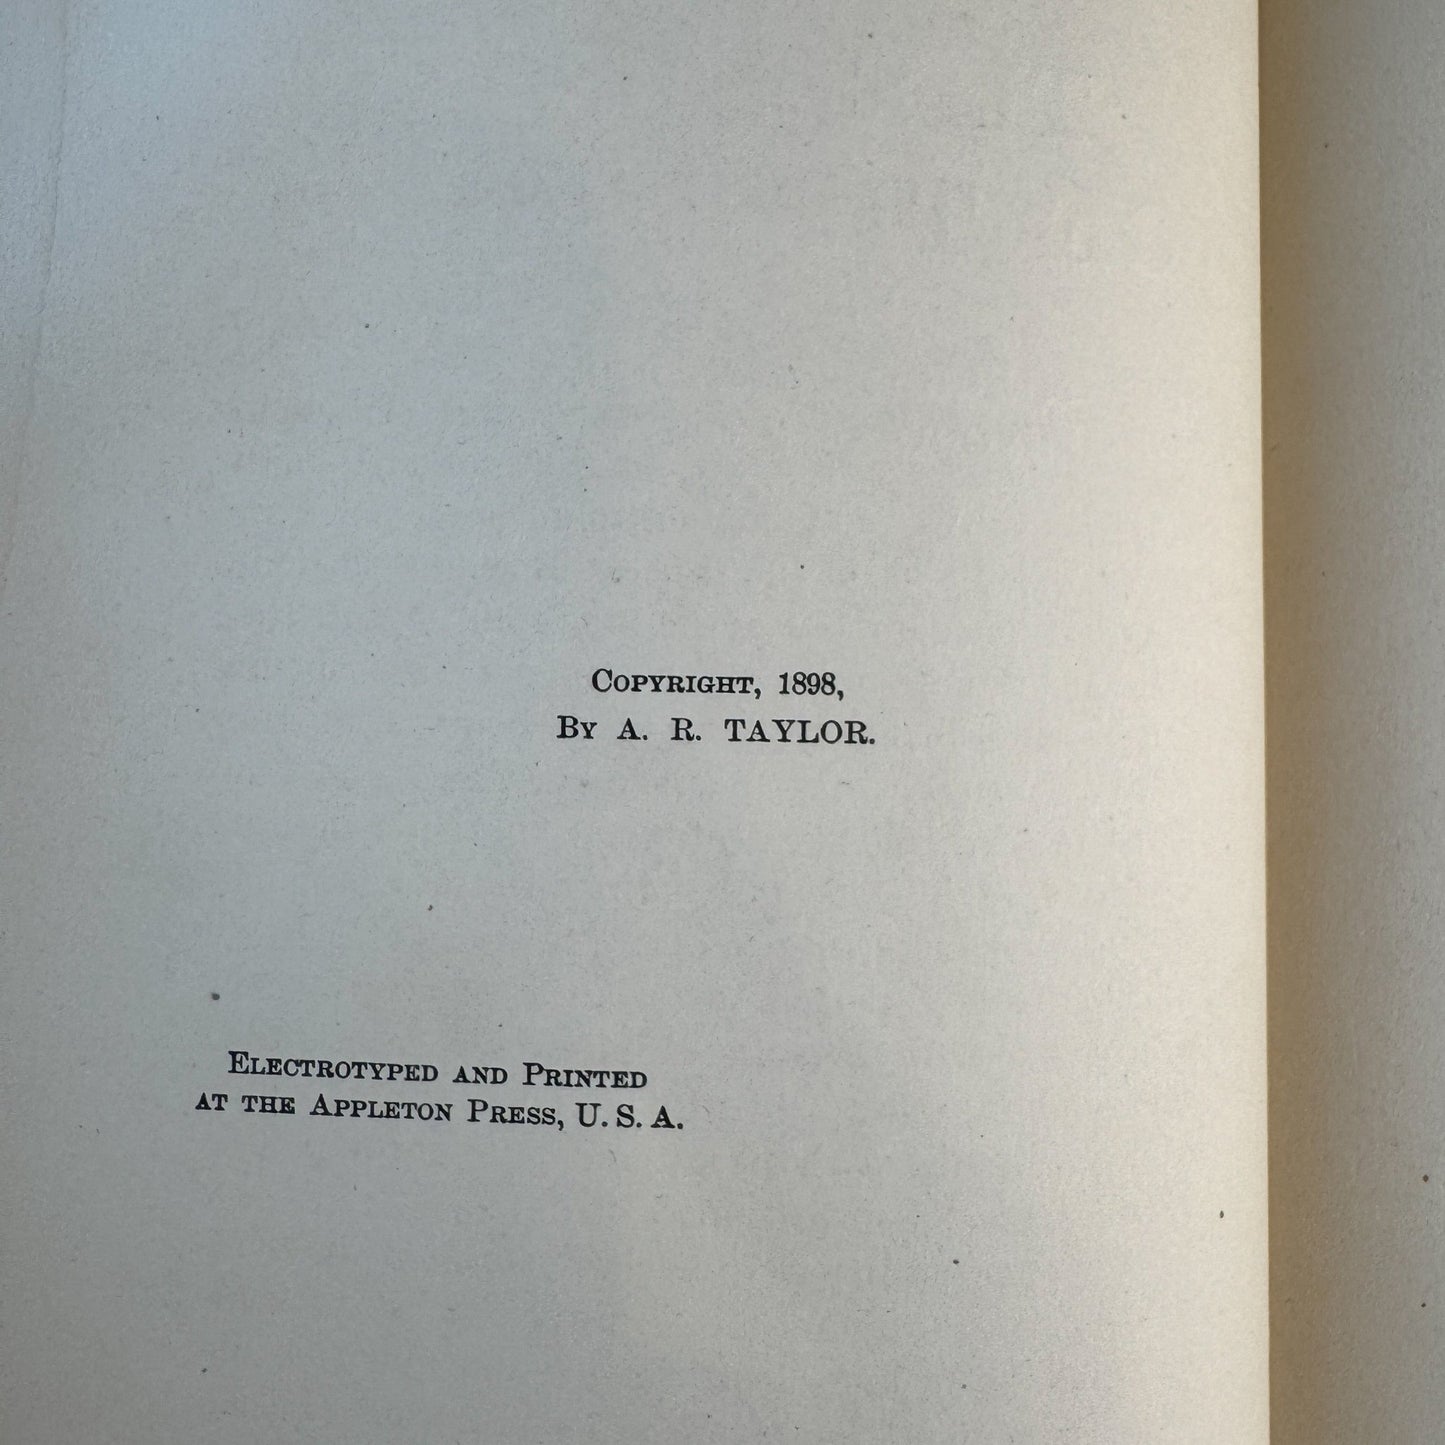 Copyright, 1898,
By A. R. TAYLOR.
Electrotyped and Printed
at the Appleton Press, U. S. A.